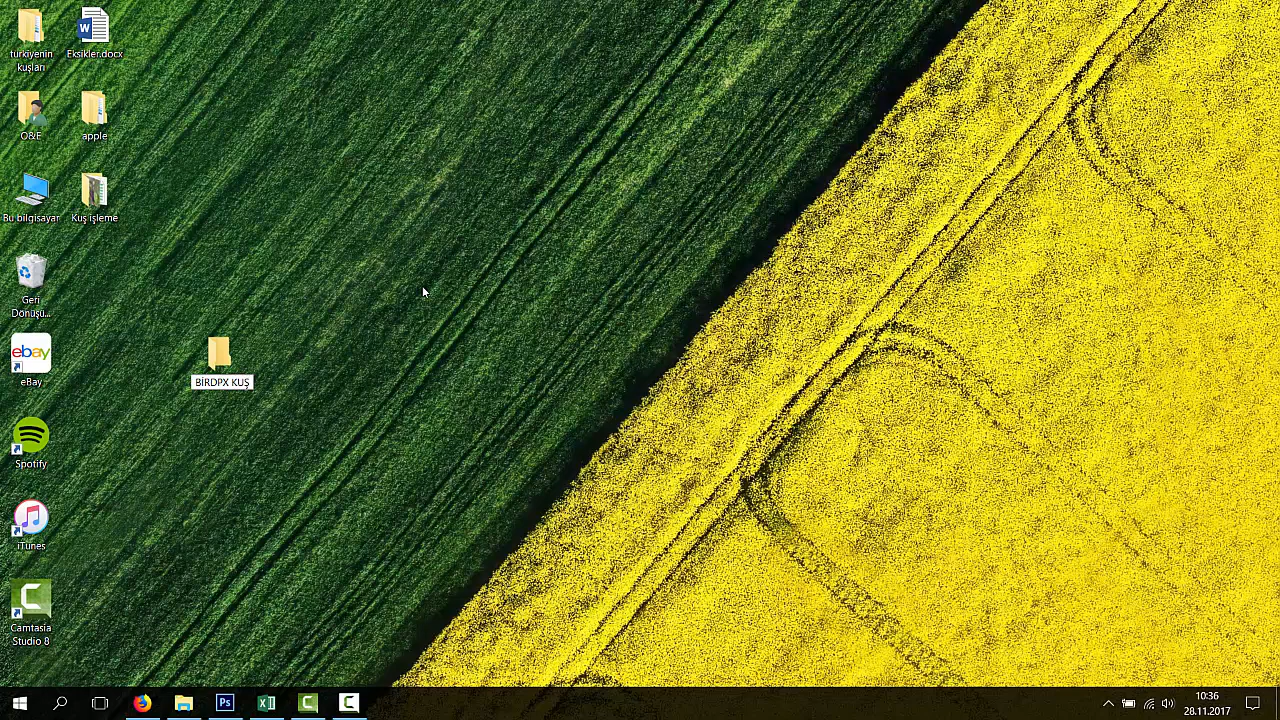 türkiyenin
kuşları
Eksikler.docx
O&E
apple
Bu bilgisayar
Kuş işleme
Geri
Dönüşü...
ebay
eBay
BİRDPX KUŞ
Spotify
iTunes
Camtasia
Studio 8
Ps
10:36
28.11.2017